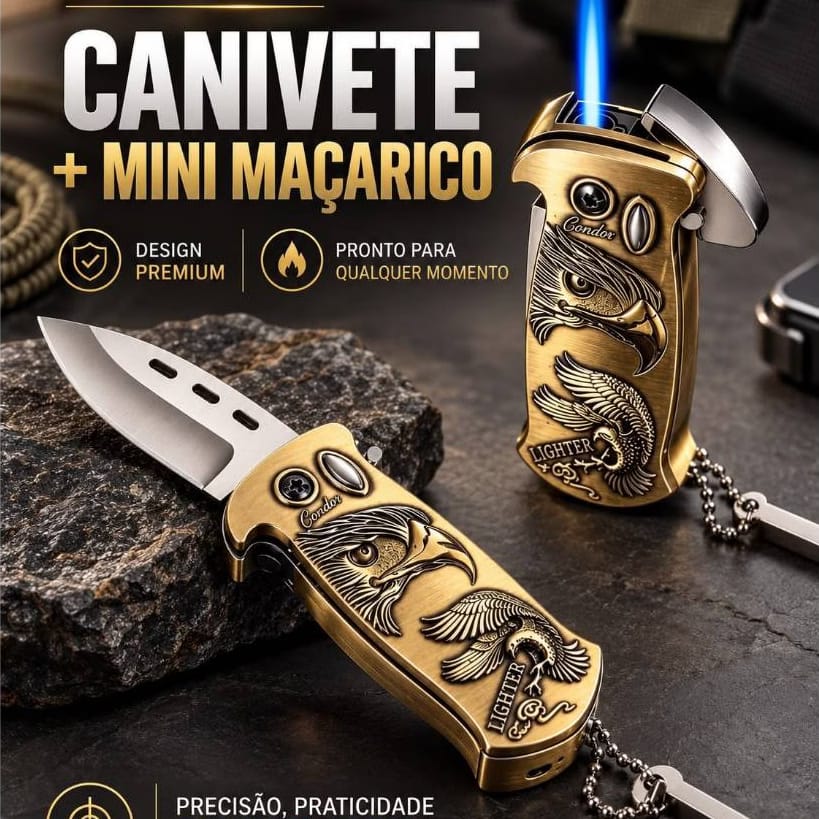 CANIVETE
+ MINI MAÇARICO
DESIGN
PREMIUM
PRONTO PARA
QUALQUER MOMENTO
Condor
LIGHTER
Condor
LIGHTER
PRECISÃO, PRATICIDADE